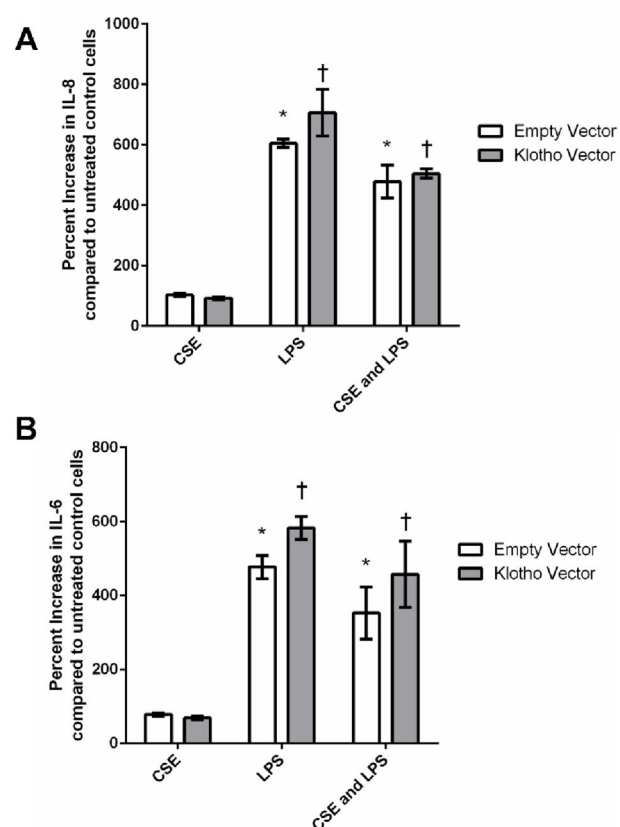 A
Percent Increase in IL-8
compared to untreated control cells
1000
800
600
400
200
0
*
†
*
†
CSE
LPS
CSE and LPS
Empty Vector
Klotho Vector
B
Percent Increase in IL-6
compared to untreated control cells
800
600
400
200
0
*
†
*
†
CSE
LPS
CSE and LPS
Empty Vector
Klotho Vector